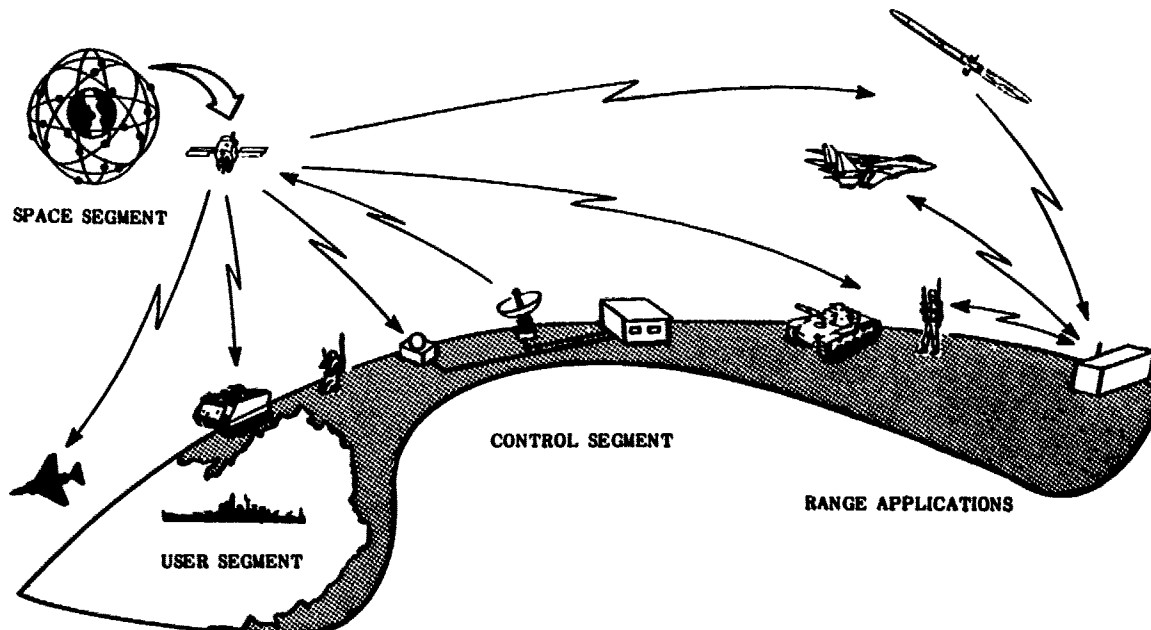 SPACE SEGMENT
CONTROL SEGMENT
RANGE APPLICATIONS
USER SEGMENT